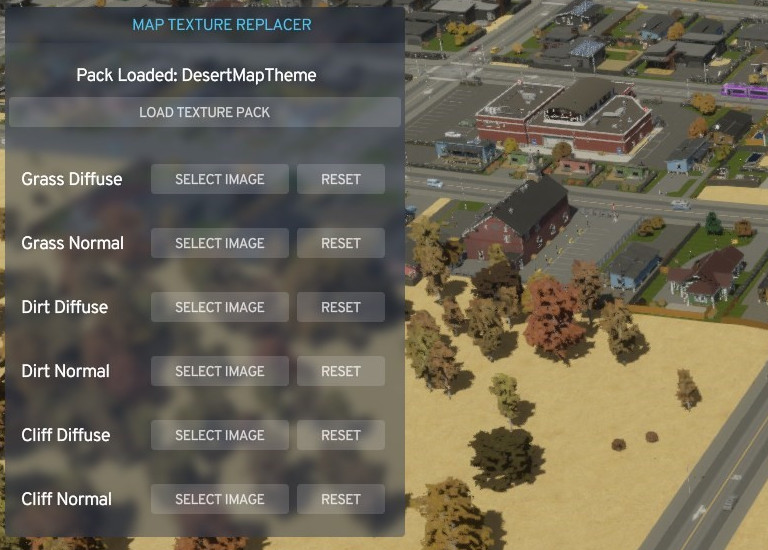 MAP TEXTURE REPLACER
Pack Loaded: DesertMapTheme
LOAD TEXTURE PACK
Grass Diffuse SELECT IMAGE RESET
Grass Normal SELECT IMAGE RESET
Dirt Diffuse SELECT IMAGE RESET
Dirt Normal SELECT IMAGE RESET
Cliff Diffuse SELECT IMAGE RESET
Cliff Normal SELECT IMAGE RESET